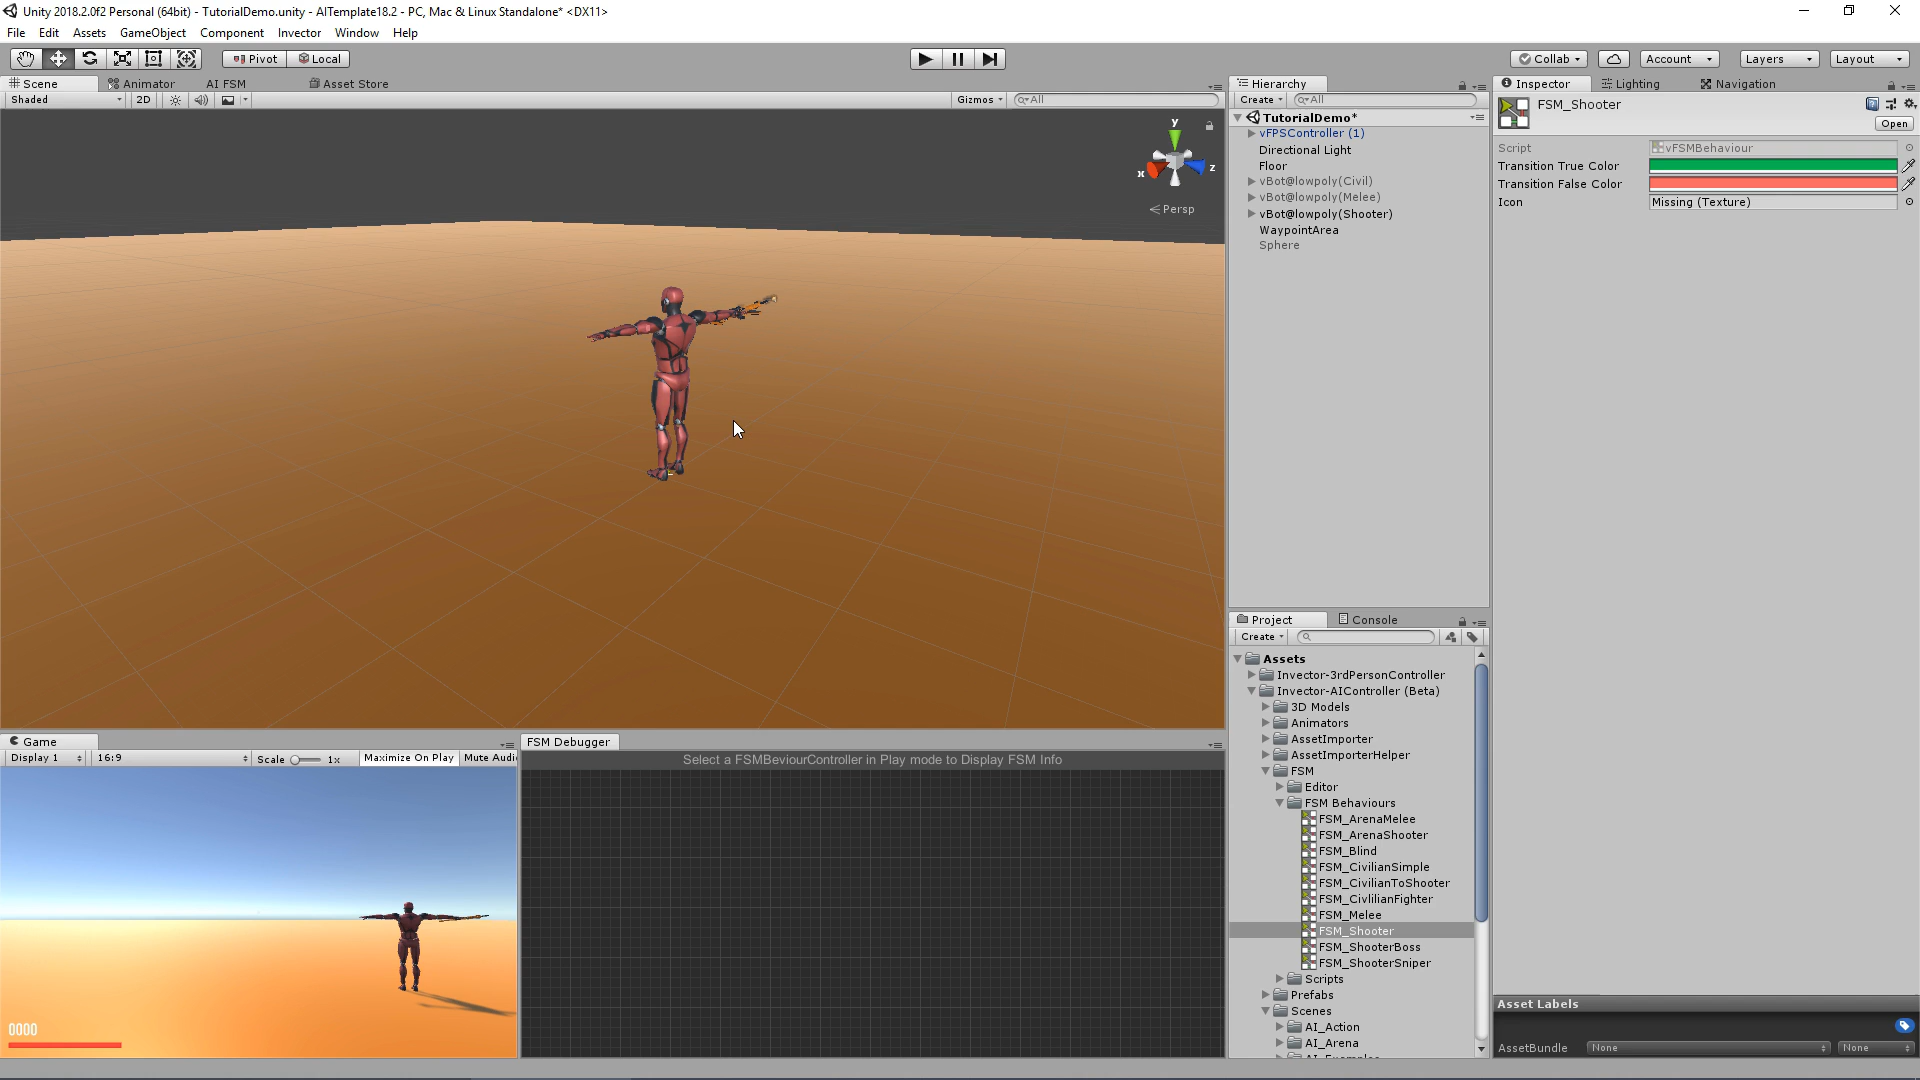 Unity 2018.2.0f2 Personal (64bit) - TutorialDemo.unity - AITemplate18.2 - PC, Mac & Linux Standalone* <DX11>
File Edit Assets GameObject Component Invector Window Help
Pivot Local Collab Account Layers Layout
Scene Animator AI FSM Asset Store
Shaded 2D Gizmos All
y
x
z
Persp
Hierarchy
Create All
TutorialDemo*
vFPSController (1)
Directional Light
Floor
vBot@lowpoly(Civil)
vBot@lowpoly(Melee)
vBot@lowpoly(Shooter)
WaypointArea
Sphere
Inspector Lighting Navigation
FSM_Shooter
Open
Script vFSMBehaviour
Transition True Color
Transition False Color
Icon Missing (Texture)
Project Console
Create
Assets
Invector-3rdPersonController
Invector-AIController (Beta)
3D Models
Animators
AssetImporter
AssetImporterHelper
FSM
Editor
FSM Behaviours
FSM_ArenaMelee
FSM_ArenaShooter
FSM_Blind
FSM_CivilianSimple
FSM_CivilianToShooter
FSM_CivlilianFighter
FSM_Melee
FSM_Shooter
FSM_ShooterBoss
FSM_ShooterSniper
Scripts
Prefabs
Scenes
AI_Action
AI_Arena
Game
Display 1 16:9 Scale 1x Maximize On Play Mute Audi
0000
FSM Debugger
Select a FSMBeviourController in Play mode to Display FSM Info
Asset Labels
AssetBundle None None